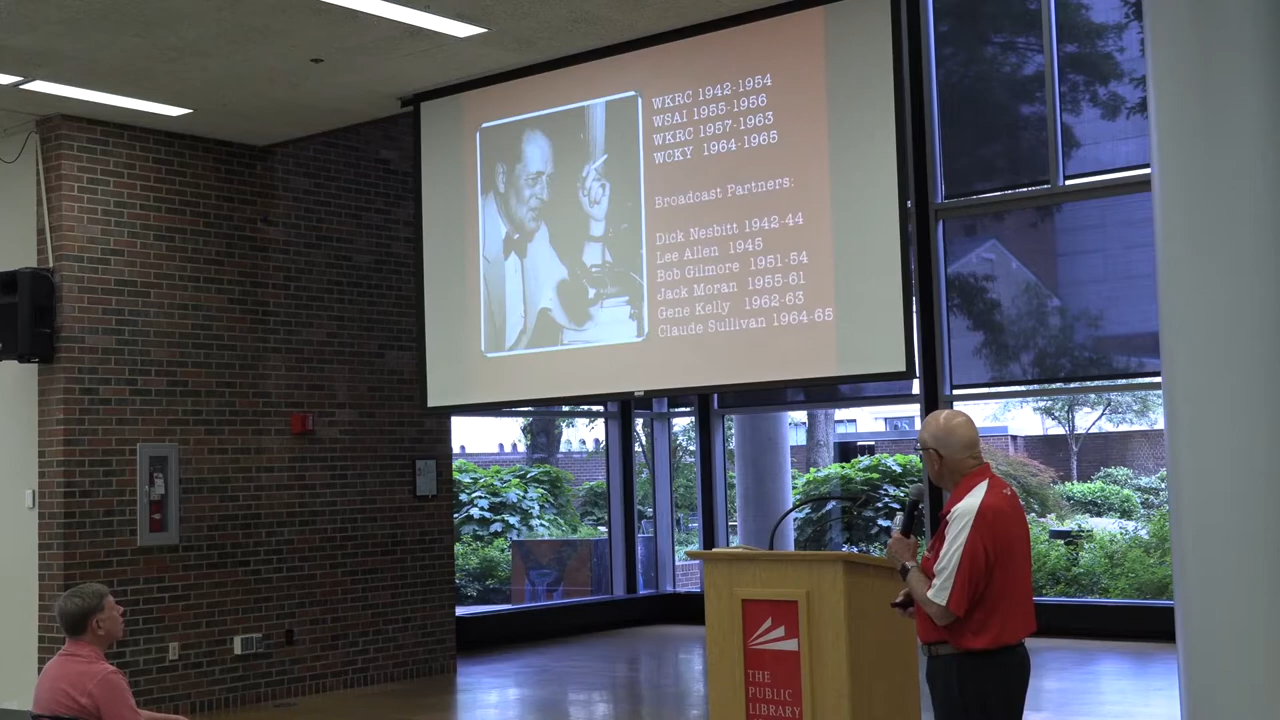 WKRC 1942-1954
WSAI 1955-1956
WKRC 1957-1963
WCKY 1964-1965
Broadcast Partners:
Dick Nesbitt 1942-44
Lee Allen 1945
Bob Gilmore 1951-54
Jack Moran 1955-61
Gene Kelly 1962-63
Claude Sullivan 1964-65
THE
PUBLIC
LIBRARY